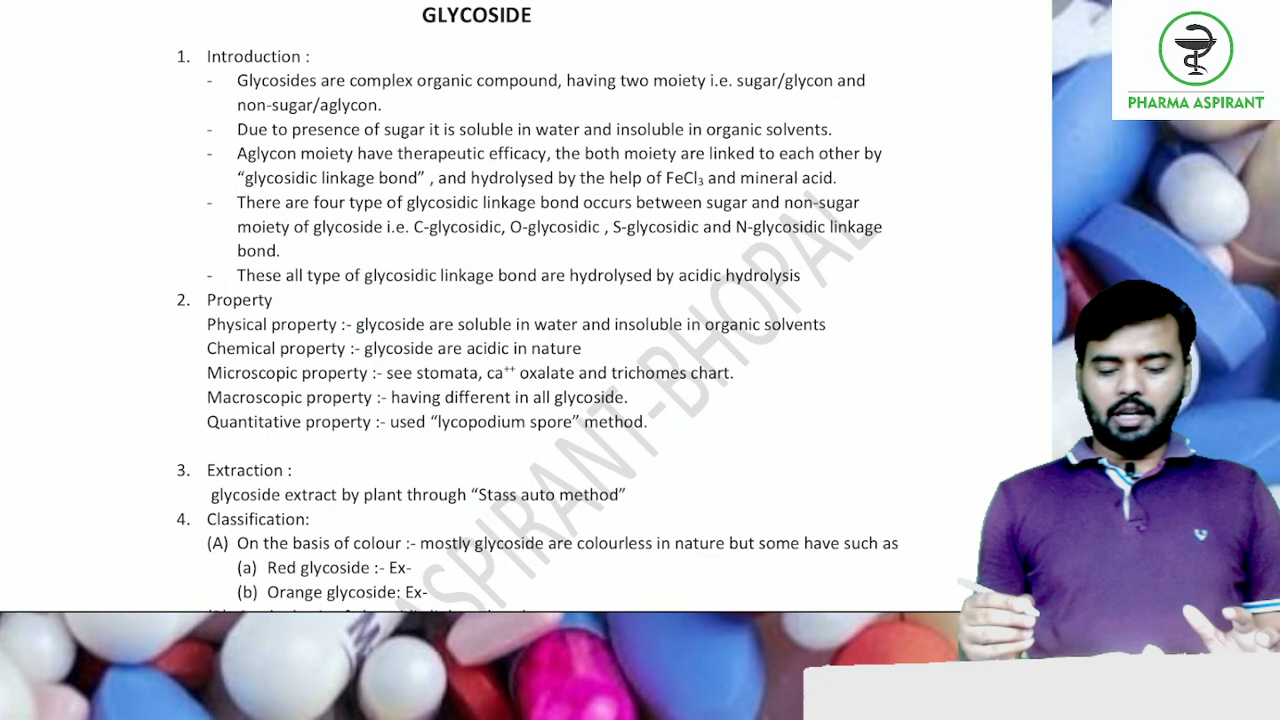 GLYCOSIDE
1. Introduction :
- Glycosides are complex organic compound, having two moiety i.e. sugar/glycon and
non-sugar/aglycon.
- Due to presence of sugar it is soluble in water and insoluble in organic solvents.
- Aglycon moiety have therapeutic efficacy, the both moiety are linked to each other by
“glycosidic linkage bond” , and hydrolysed by the help of FeCl₃ and mineral acid.
- There are four type of glycosidic linkage bond occurs between sugar and non-sugar
moiety of glycoside i.e. C-glycosidic, O-glycosidic , S-glycosidic and N-glycosidic linkage
bond.
- These all type of glycosidic linkage bond are hydrolysed by acidic hydrolysis
2. Property
Physical property :- glycoside are soluble in water and insoluble in organic solvents
Chemical property :- glycoside are acidic in nature
Microscopic property :- see stomata, ca⁺⁺ oxalate and trichomes chart.
Macroscopic property :- having different in all glycoside.
Quantitative property :- used “lycopodium spore” method.
3. Extraction :
glycoside extract by plant through “Stass auto method”
4. Classification:
(A) On the basis of colour :- mostly glycoside are colourless in nature but some have such as
(a) Red glycoside :- Ex-
(b) Orange glycoside: Ex-
ASPIRANT-BHOPAL
PHARMA ASPIRANT